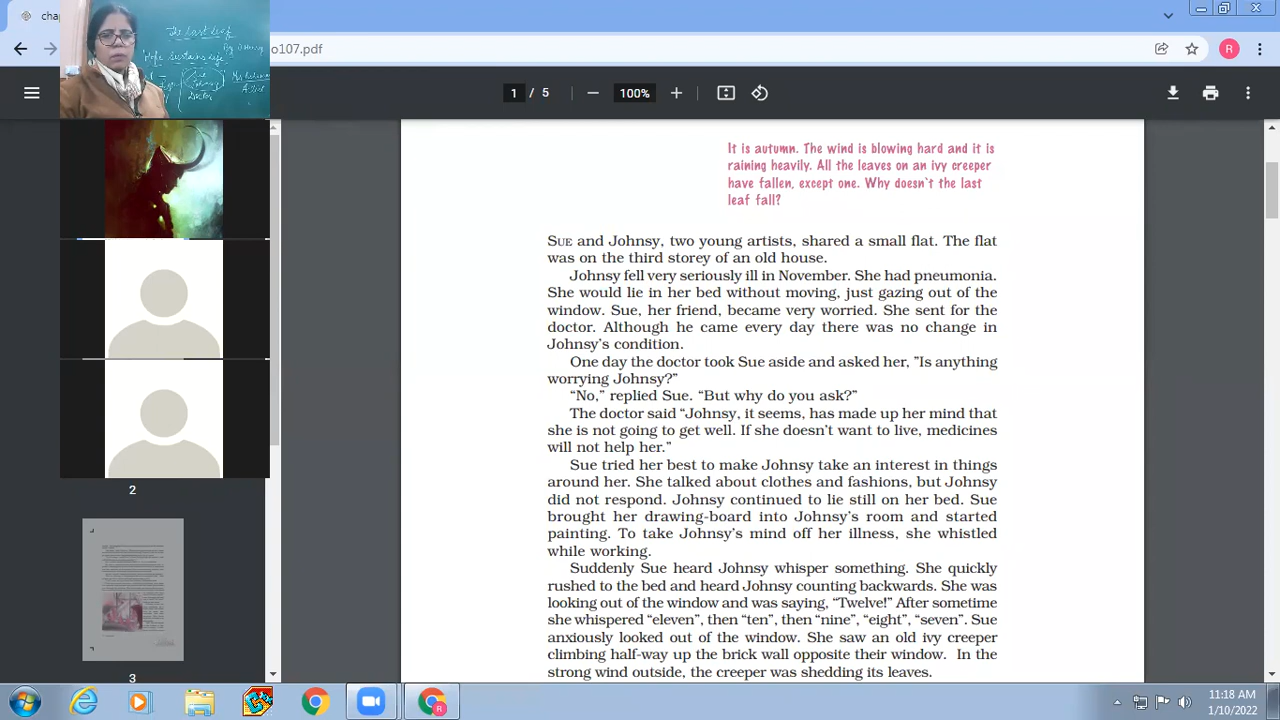 The Last Leaf
By O Henry
Hope sustains life
Sue
Johnsy
Doctor
o107.pdf
R
1 / 5
100%
It is autumn. The wind is blowing hard and it is
raining heavily. All the leaves on an ivy creeper
have fallen, except one. Why doesn`t the last
leaf fall?
SUE and Johnsy, two young artists, shared a small flat. The flat
was on the third storey of an old house.
Johnsy fell very seriously ill in November. She had pneumonia.
She would lie in her bed without moving, just gazing out of the
window. Sue, her friend, became very worried. She sent for the
doctor. Although he came every day there was no change in
Johnsy's condition.
One day the doctor took Sue aside and asked her, "Is anything
worrying Johnsy?"
“No,” replied Sue. “But why do you ask?”
The doctor said “Johnsy, it seems, has made up her mind that
she is not going to get well. If she doesn't want to live, medicines
will not help her.”
Sue tried her best to make Johnsy take an interest in things
around her. She talked about clothes and fashions, but Johnsy
did not respond. Johnsy continued to lie still on her bed. Sue
brought her drawing-board into Johnsy's room and started
painting. To take Johnsy's mind off her illness, she whistled
while working.
Suddenly Sue heard Johnsy whisper something. She quickly
rushed to the bed and heard Johnsy counting backwards. She was
looking out of the window and was saying, “Twelve!” After sometime
she whispered “eleven”, then “ten”, then “nine”, “eight”, “seven”. Sue
anxiously looked out of the window. She saw an old ivy creeper
climbing half-way up the brick wall opposite their window. In the
strong wind outside, the creeper was shedding its leaves.
2
3
R
11:18 AM
1/10/2022